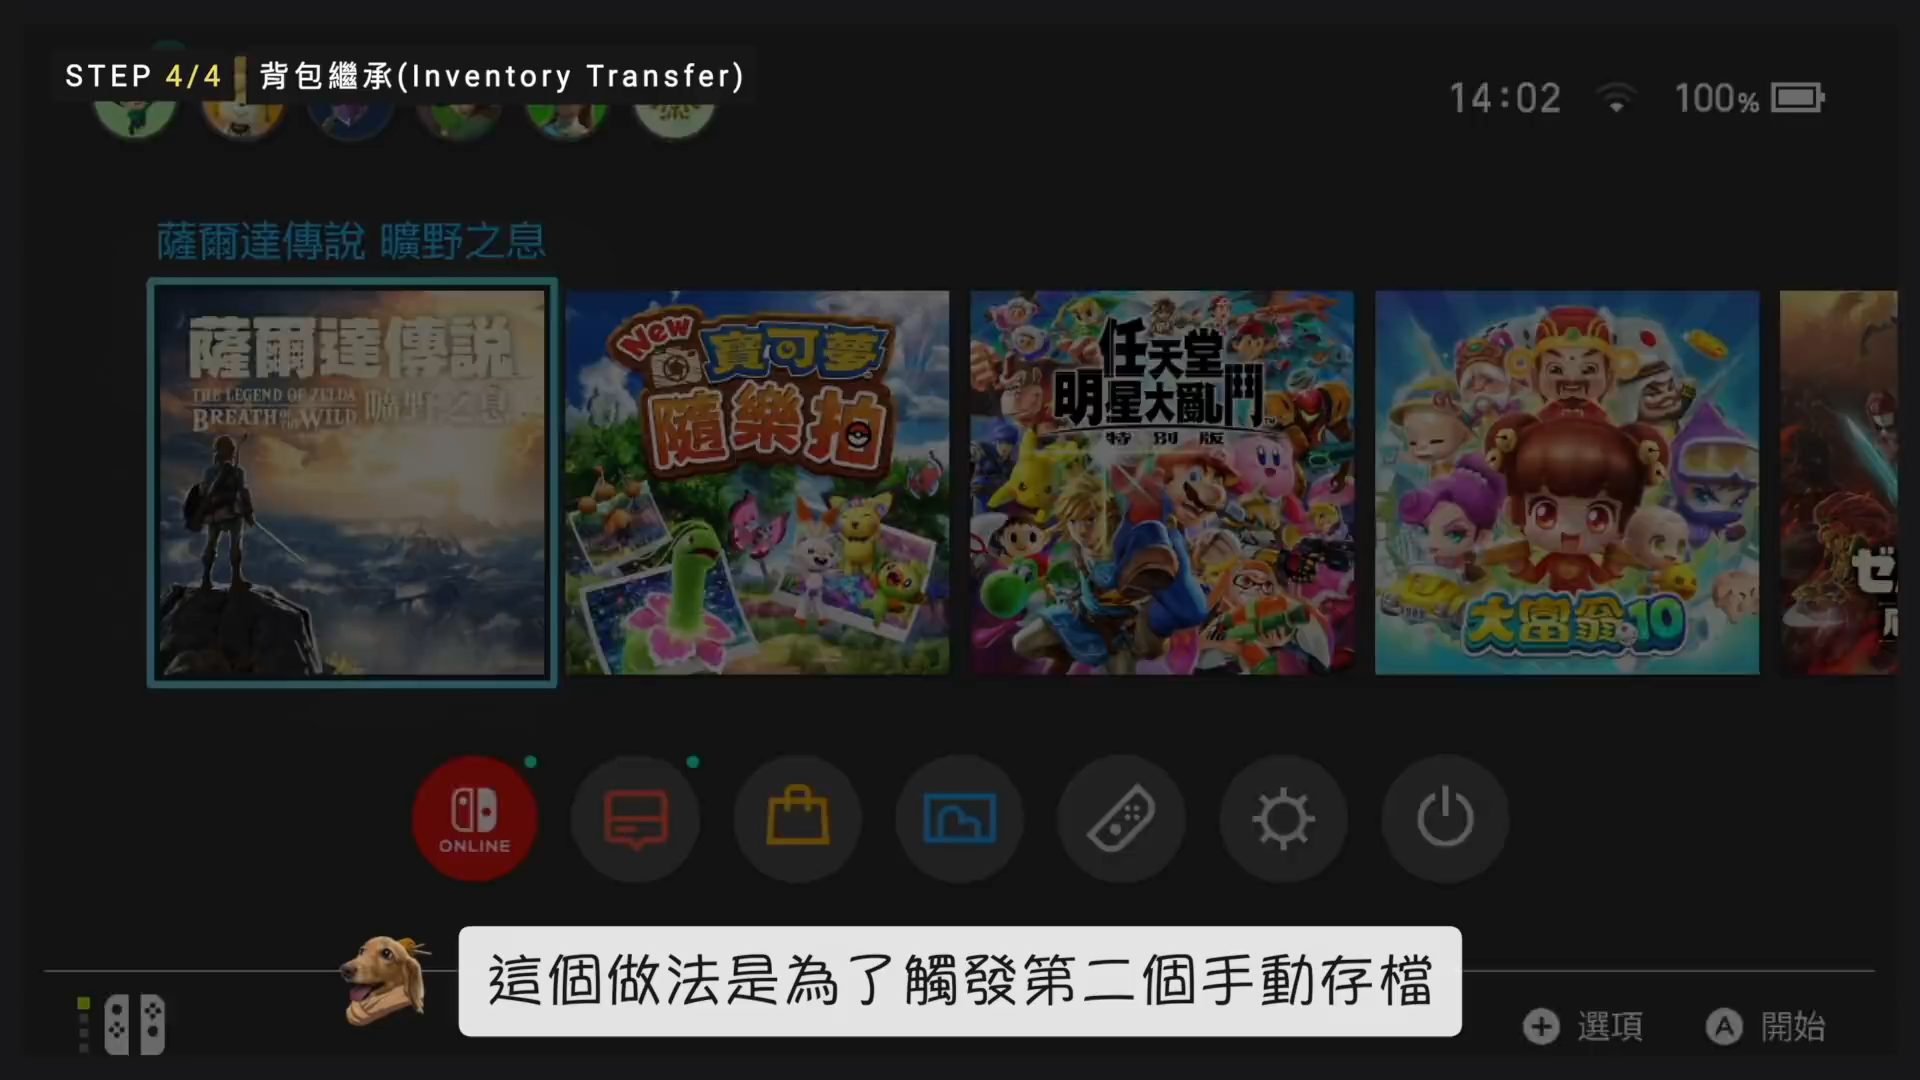 STEP 4/4 背包繼承(Inventory Transfer)
14:02 100%
薩爾達傳說 曠野之息
薩爾達傳說
THE LEGEND OF ZELDA
BREATH OF THE WILD 曠野之息
New
寶可夢
隨樂拍
任天堂
明星大亂鬥
特別版
大富翁10
ゼ
ONLINE
這個做法是為了觸發第二個手動存檔
+ 選項 A 開始